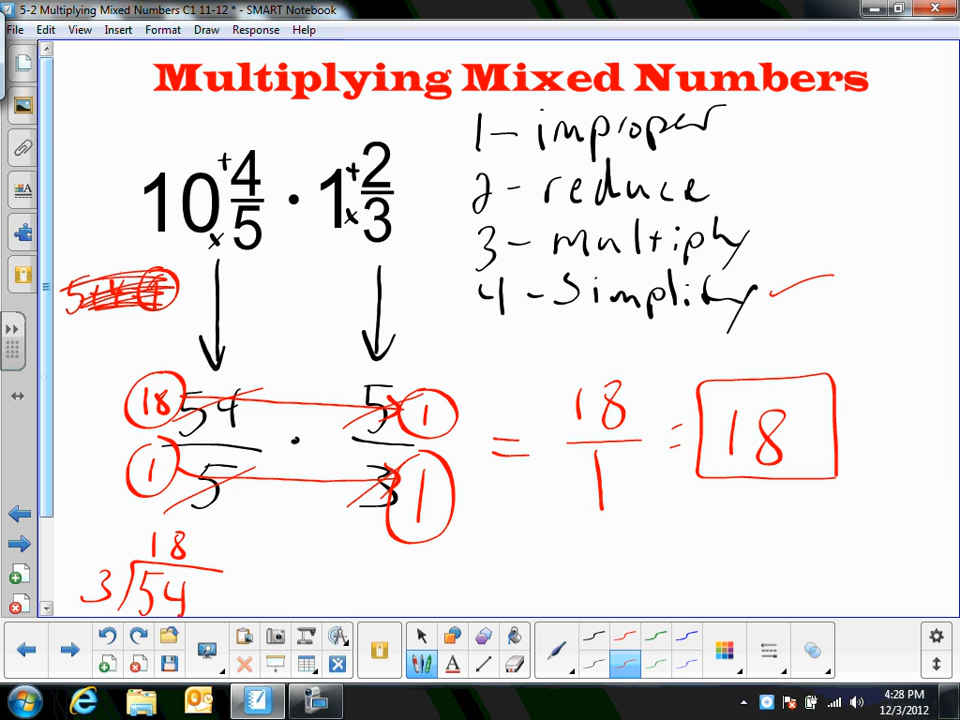 5-2 Multiplying Mixed Numbers C1 11-12 * - SMART Notebook
File Edit View Insert Format Draw Response Help
Multiplying Mixed Numbers
10 + 4/5 x · 1 + 2/3 x
1 - improper
2 - reduce
3 - multiply
4 - Simplify ✓
18 54/5 1 · 5/3 1 1 = 18/1 = 18
18
3 54
4:28 PM
12/3/2012